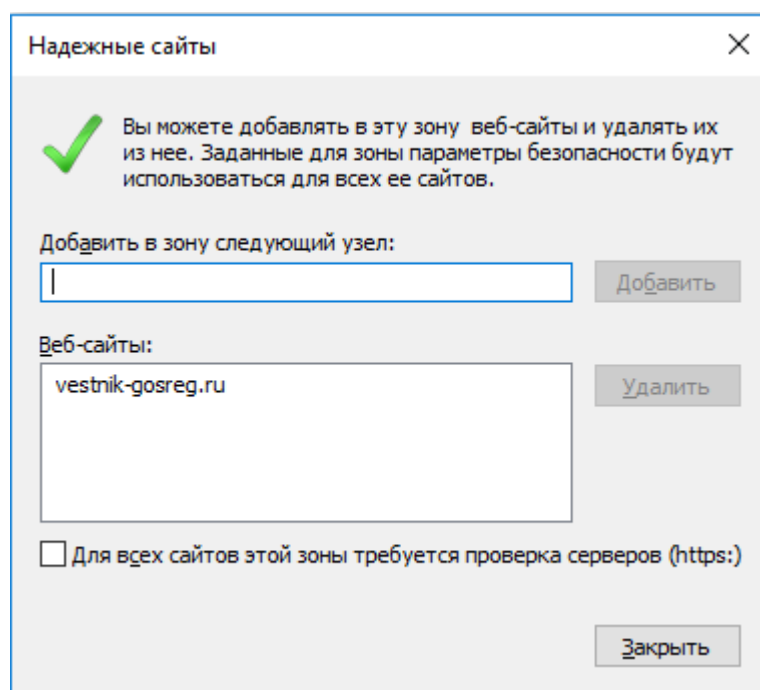 Надежные сайты
Вы можете добавлять в эту зону веб-сайты и удалять их
из нее. Заданные для зоны параметры безопасности будут
использоваться для всех ее сайтов.
Добавить в зону следующий узел:
Добавить
Веб-сайты:
vestnik-gosreg.ru
Удалить
Для всех сайтов этой зоны требуется проверка серверов (https:)
Закрыть